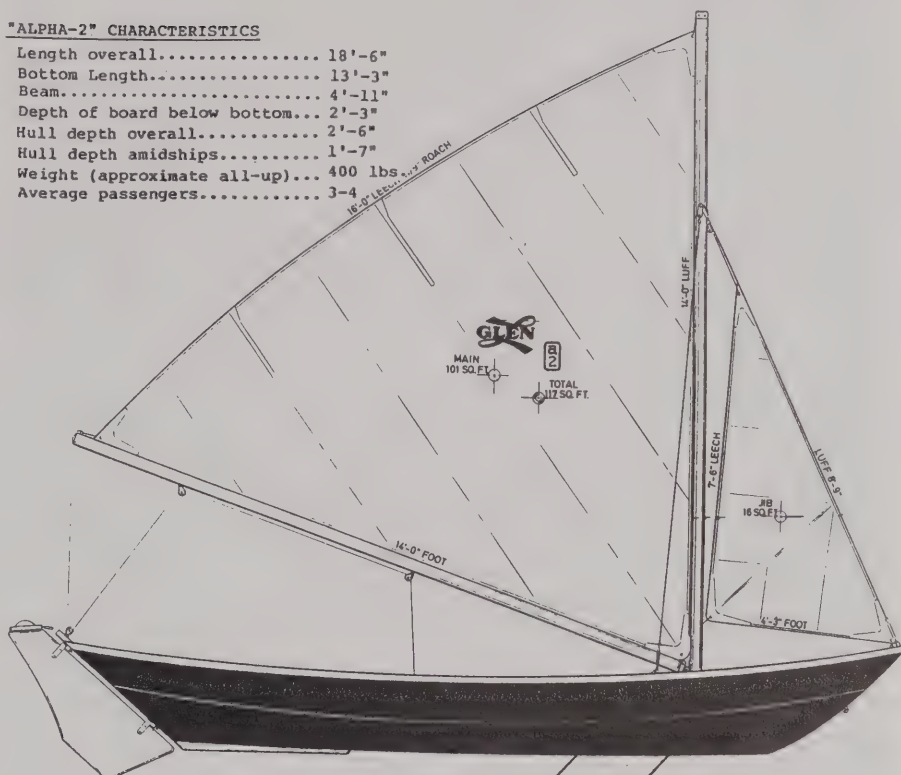 "ALPHA-2" CHARACTERISTICS
Length overall................ 18'-6"
Bottom Length................. 13'-3"
Beam.......................... 4'-11"
Depth of board below bottom... 2'-3"
Hull depth overall............ 2'-6"
Hull depth amidships.......... 1'-7"
Weight (approximate all-up)... 400 lbs.
Average passengers............ 3-4
16'-0" LEECH ROACH
14'-0" LUFF
GLEN L
a
2
MAIN
101 SQ.FT.
TOTAL
117 SQ. FT.
7'-6" LEECH
LUFF 8'-9"
JIB
16 SQ.FT.
14'-0" FOOT
4'-3" FOOT